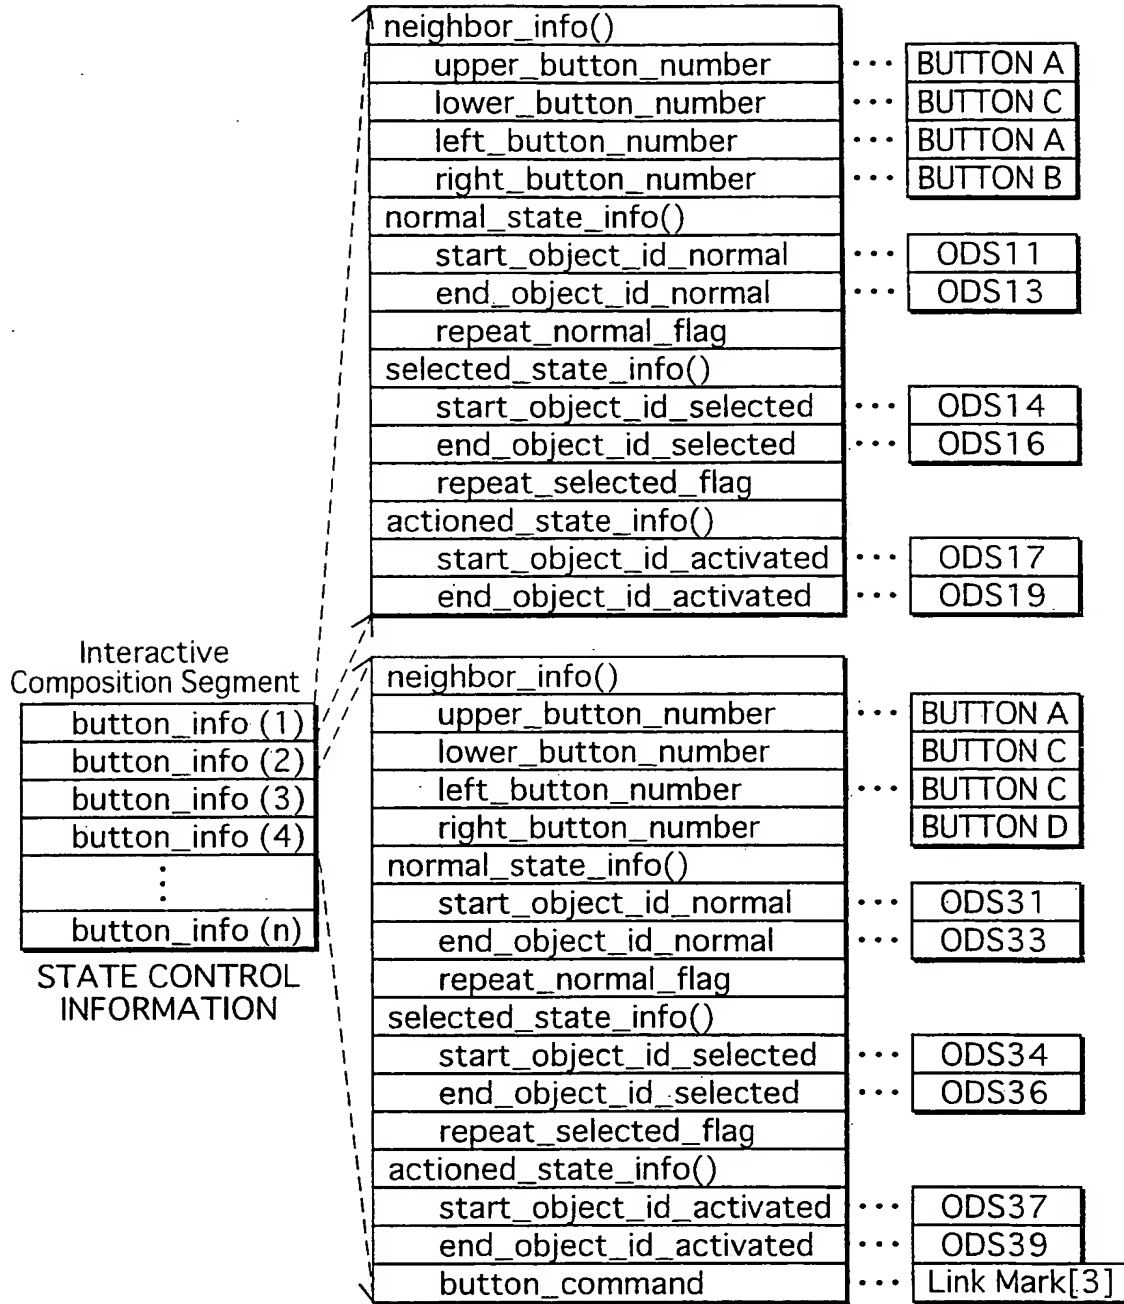 neighbor_info()
upper_button_number ... BUTTON A
lower_button_number ... BUTTON C
left_button_number ... BUTTON A
right_button_number ... BUTTON B
normal_state_info()
start_object_id_normal ... ODS11
end_object_id_normal ... ODS13
repeat_normal_flag
selected_state_info()
start_object_id_selected ... ODS14
end_object_id_selected ... ODS16
repeat_selected_flag
actioned_state_info()
start_object_id_activated ... ODS17
end_object_id_activated ... ODS19
Interactive
Composition Segment
button_info (1)
button_info (2)
button_info (3)
button_info (4)
⋮
button_info (n)
STATE CONTROL
INFORMATION
neighbor_info()
upper_button_number ... BUTTON A
lower_button_number BUTTON C
left_button_number ... BUTTON C
right_button_number BUTTON D
normal_state_info()
start_object_id_normal ... ODS31
end_object_id_normal ... ODS33
repeat_normal_flag
selected_state_info()
start_object_id_selected ... ODS34
end_object_id_selected ... ODS36
repeat_selected_flag
actioned_state_info()
start_object_id_activated ... ODS37
end_object_id_activated ... ODS39
button_command ... Link Mark[3]